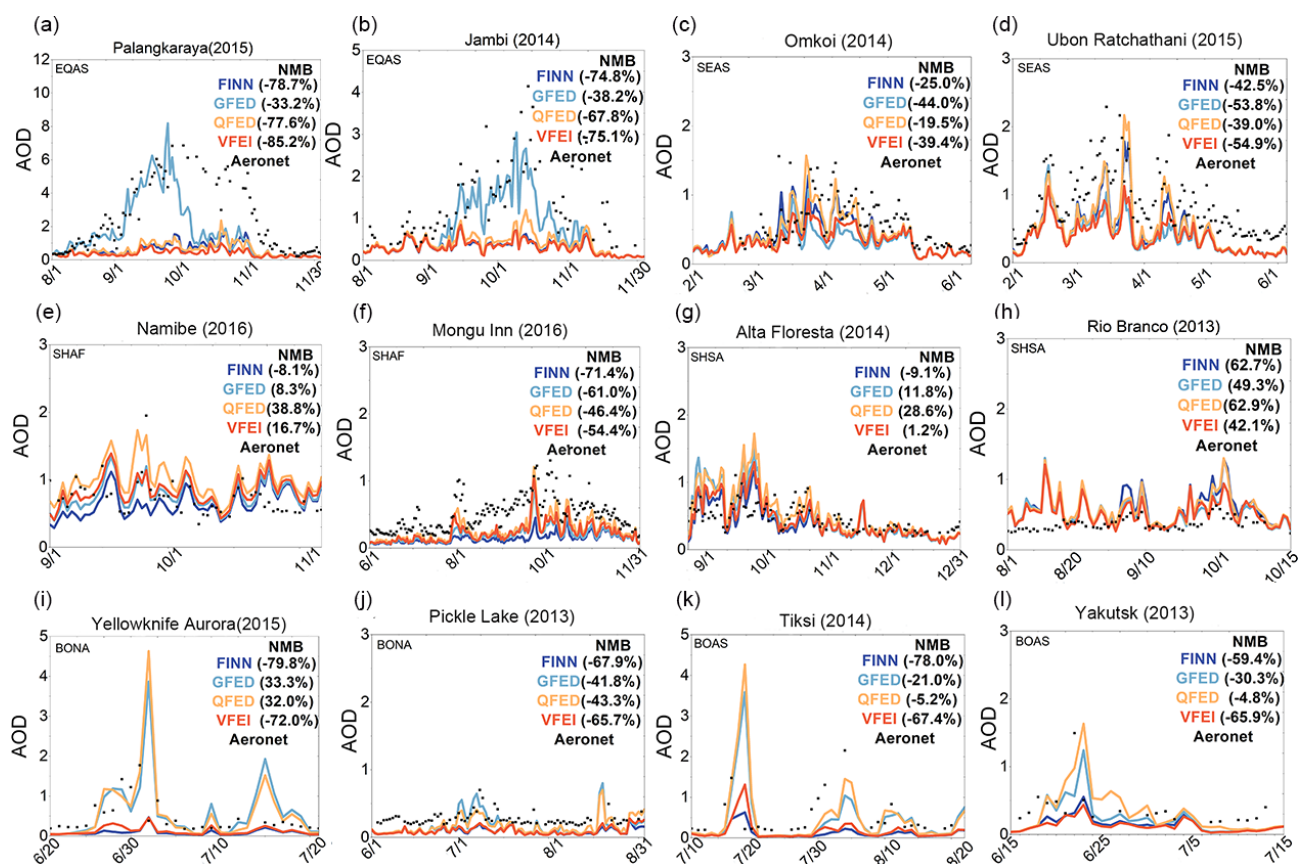 (a)
Palangkaraya(2015)
EQAS
NMB
FINN (-78.7%)
GFED (-33.2%)
QFED(-77.6%)
VFEI (-85.2%)
Aeronet
AOD
12
10
8
6
4
2
0
8/1 9/1 10/1 11/1 11/30
(b)
Jambi (2014)
EQAS
NMB
FINN (-74.8%)
GFED (-38.2%)
QFED (-67.8%)
VFEI (-75.1%)
Aeronet
AOD
5
4
3
2
1
0
8/1 9/1 10/1 11/1 11/30
(c)
Omkoi (2014)
SEAS
NMB
FINN (-25.0%)
GFED(-44.0%)
QFED (-19.5%)
VFEI (-39.4%)
Aeronet
AOD
3
2
1
0
2/1 3/1 4/1 5/1 6/1
(d)
Ubon Ratchathani (2015)
SEAS
NMB
FINN (-42.5%)
GFED(-53.8%)
QFED (-39.0%)
VFEI (-54.9%)
Aeronet
AOD
3
2
1
0
2/1 3/1 4/1 5/1 6/1
(e)
Namibe (2016)
SHAF
NMB
FINN (-8.1%)
GFED (8.3%)
QFED (38.8%)
VFEI (16.7%)
Aeronet
AOD
3
2
1
0
9/1 10/1 11/1
(f)
Mongu Inn (2016)
SHAF
NMB
FINN (-71.4%)
GFED(-61.0%)
QFED (-46.4%)
VFEI (-54.4%)
Aeronet
AOD
3
2
1
0
6/1 8/1 10/1 11/31
(g)
Alta Floresta (2014)
SHSA
NMB
FINN (-9.1%)
GFED (11.8%)
QFED (28.6%)
VFEI (1.2%)
Aeronet
AOD
3
2
1
0
9/1 10/1 11/1 12/1 12/31
(h)
Rio Branco (2013)
SHSA
NMB
FINN (62.7%)
GFED (49.3%)
QFED(62.9%)
VFEI (42.1%)
Aeronet
AOD
3
2
1
0
8/1 8/20 9/10 10/1 10/15
(i)
Yellowknife Aurora(2015)
BONA
NMB
FINN (-79.8%)
GFED (33.3%)
QFED (32.0%)
VFEI (-72.0%)
Aeronet
AOD
5
4
3
2
1
0
6/20 6/30 7/10 7/20
(j)
Pickle Lake (2013)
BONA
NMB
FINN (-67.9%)
GFED (-41.8%)
QFED (-43.3%)
VFEI (-65.7%)
Aeronet
AOD
3
2
1
0
6/1 7/1 8/1 8/31
(k)
Tiksi (2014)
BOAS
NMB
FINN (-78.0%)
GFED (-21.0%)
QFED (-5.2%)
VFEI (-67.4%)
Aeronet
AOD
5
4
3
2
1
0
7/10 7/20 8/1 8/10 8/20
(l)
Yakutsk (2013)
BOAS
NMB
FINN (-59.4%)
GFED (-30.3%)
QFED (-4.8%)
VFEI (-65.9%)
Aeronet
AOD
3
2
1
0
6/15 6/25 7/5 7/15